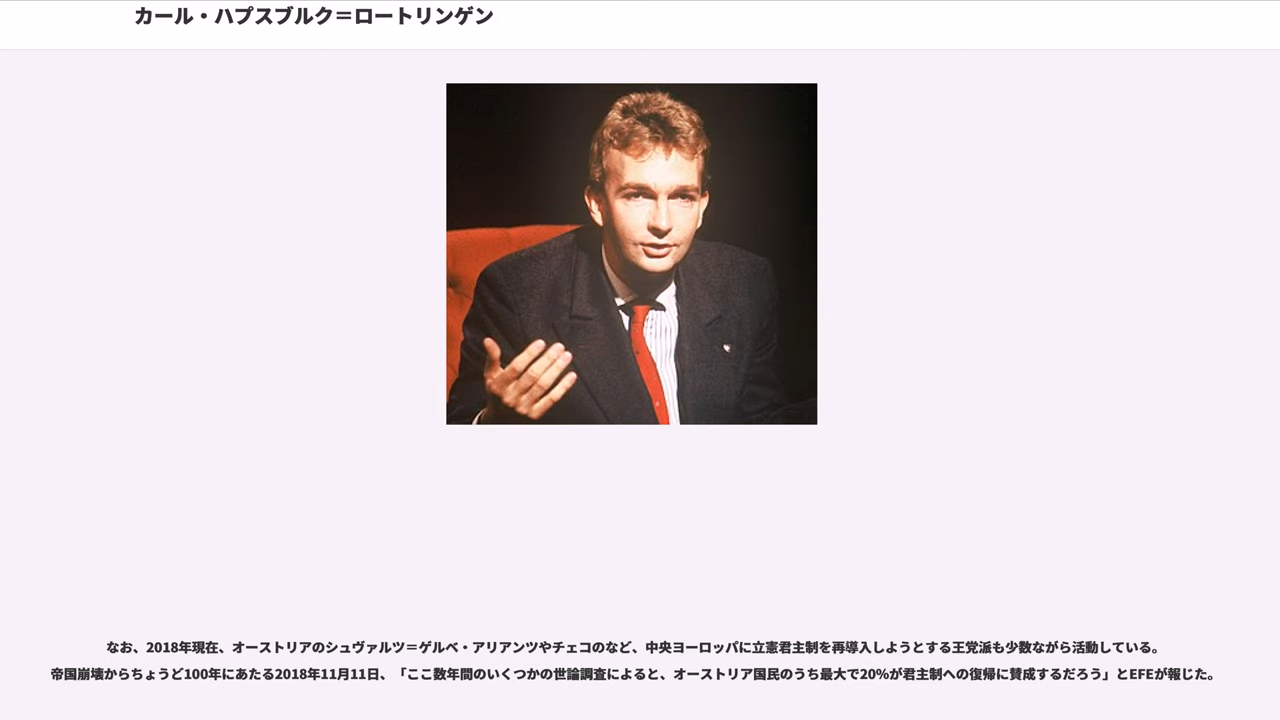 カール・ハプスブルク＝ロートリンゲン
なお、2018年現在、オーストリアのシュヴァルツ＝ゲルベ・アリアンツやチェコのなど、中央ヨーロッパに立憲君主制を再導入しようとする王党派も少数ながら活動している。
帝国崩壊からちょうど100年にあたる2018年11月11日、「ここ数年間のいくつかの世論調査によると、オーストリア国民のうち最大で20%が君主制への復帰に賛成するだろう」とEFEが報じた。